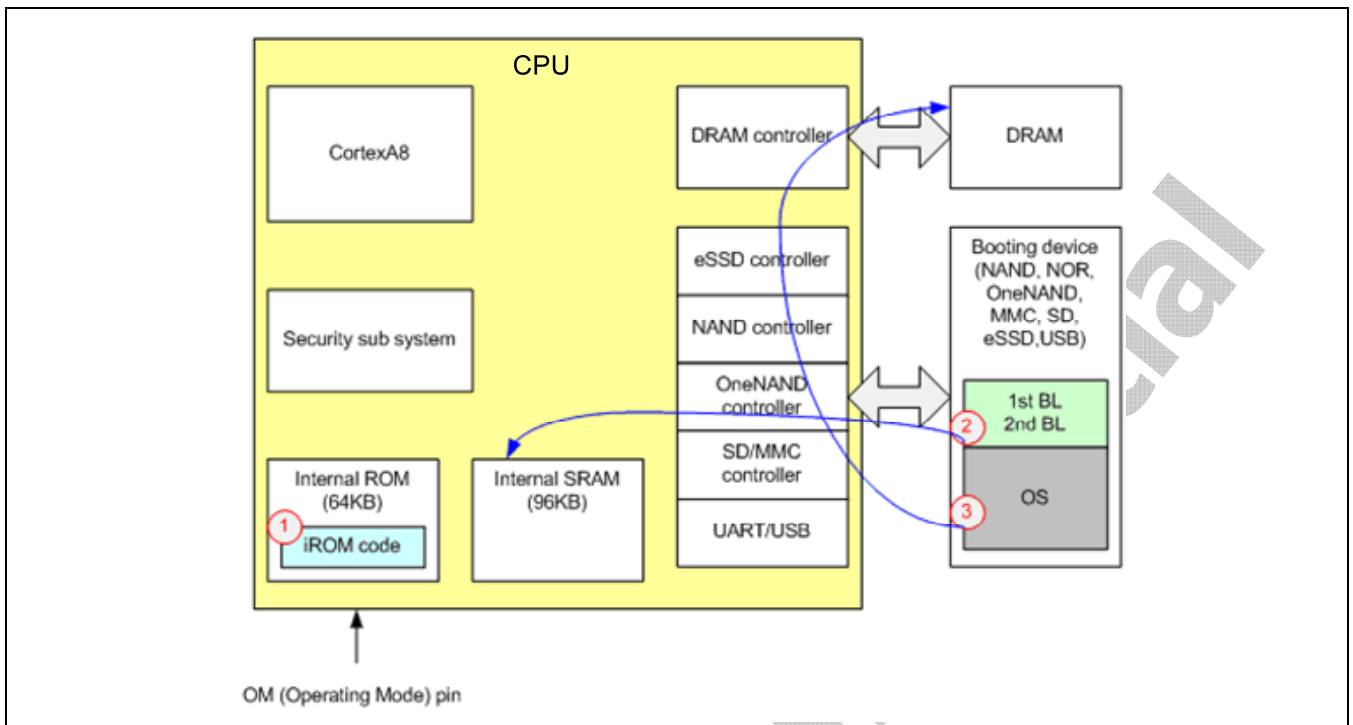 CPU
CortexA8
DRAM controller
DRAM
eSSD controller
Booting device
(NAND, NOR,
OneNAND,
MMC, SD,
eSSD,USB)
Security sub system
NAND controller
OneNAND
controller
1st BL
2nd BL
2
SD/MMC
controller
OS
3
Internal ROM
(64KB)
1
iROM code
Internal SRAM
(96KB)
UART/USB
OM (Operating Mode) pin